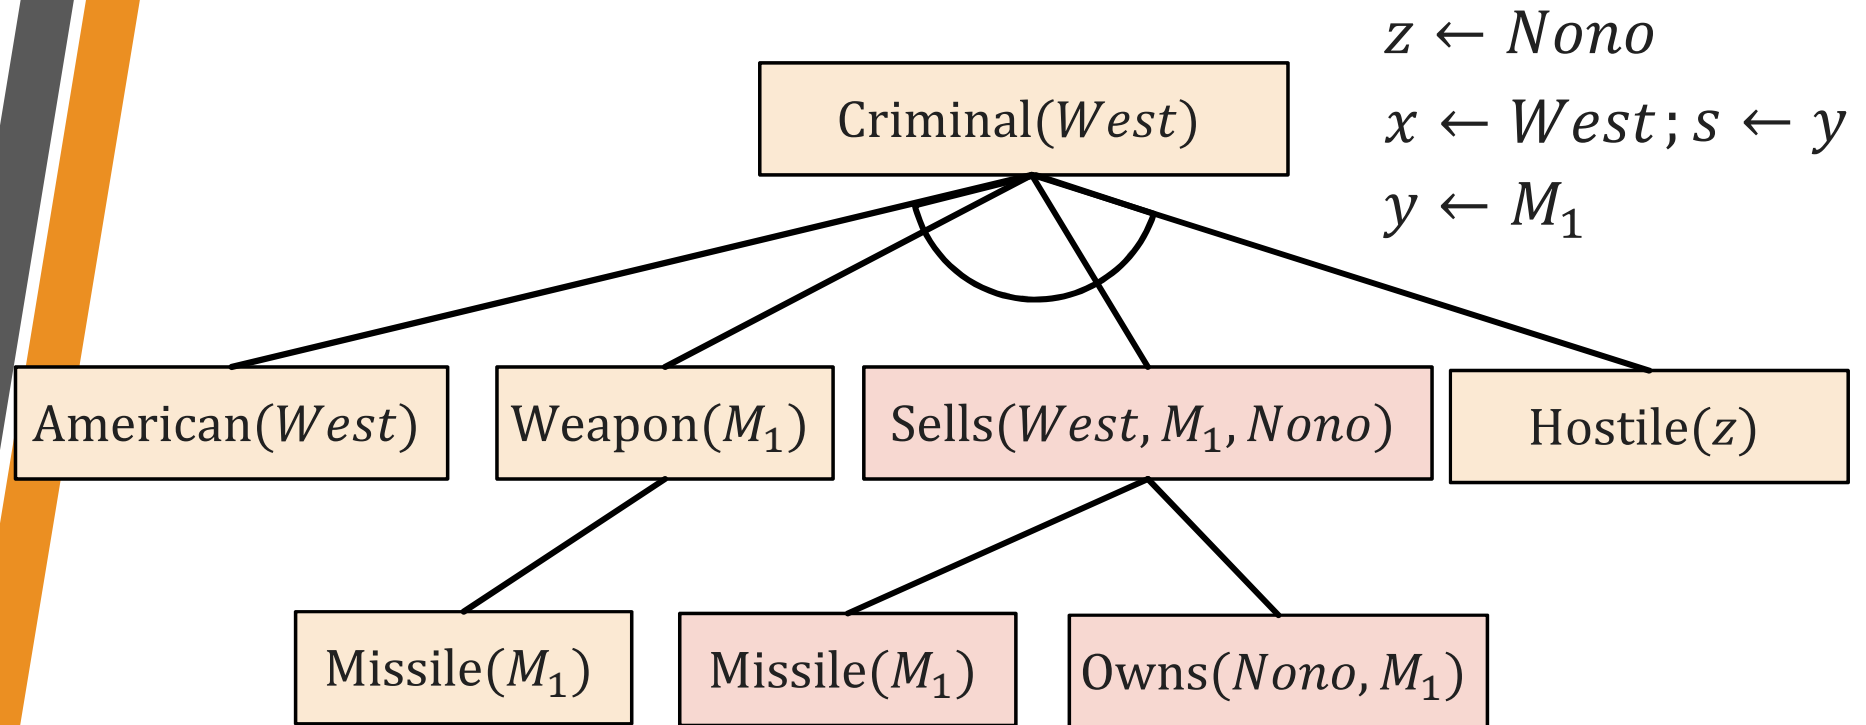 z ← Nono
Criminal(West)
x ← West; s ← y
y ← M₁
American(West)
Weapon(M₁)
Sells(West, M₁, Nono)
Hostile(z)
Missile(M₁)
Missile(M₁)
Owns(Nono, M₁)